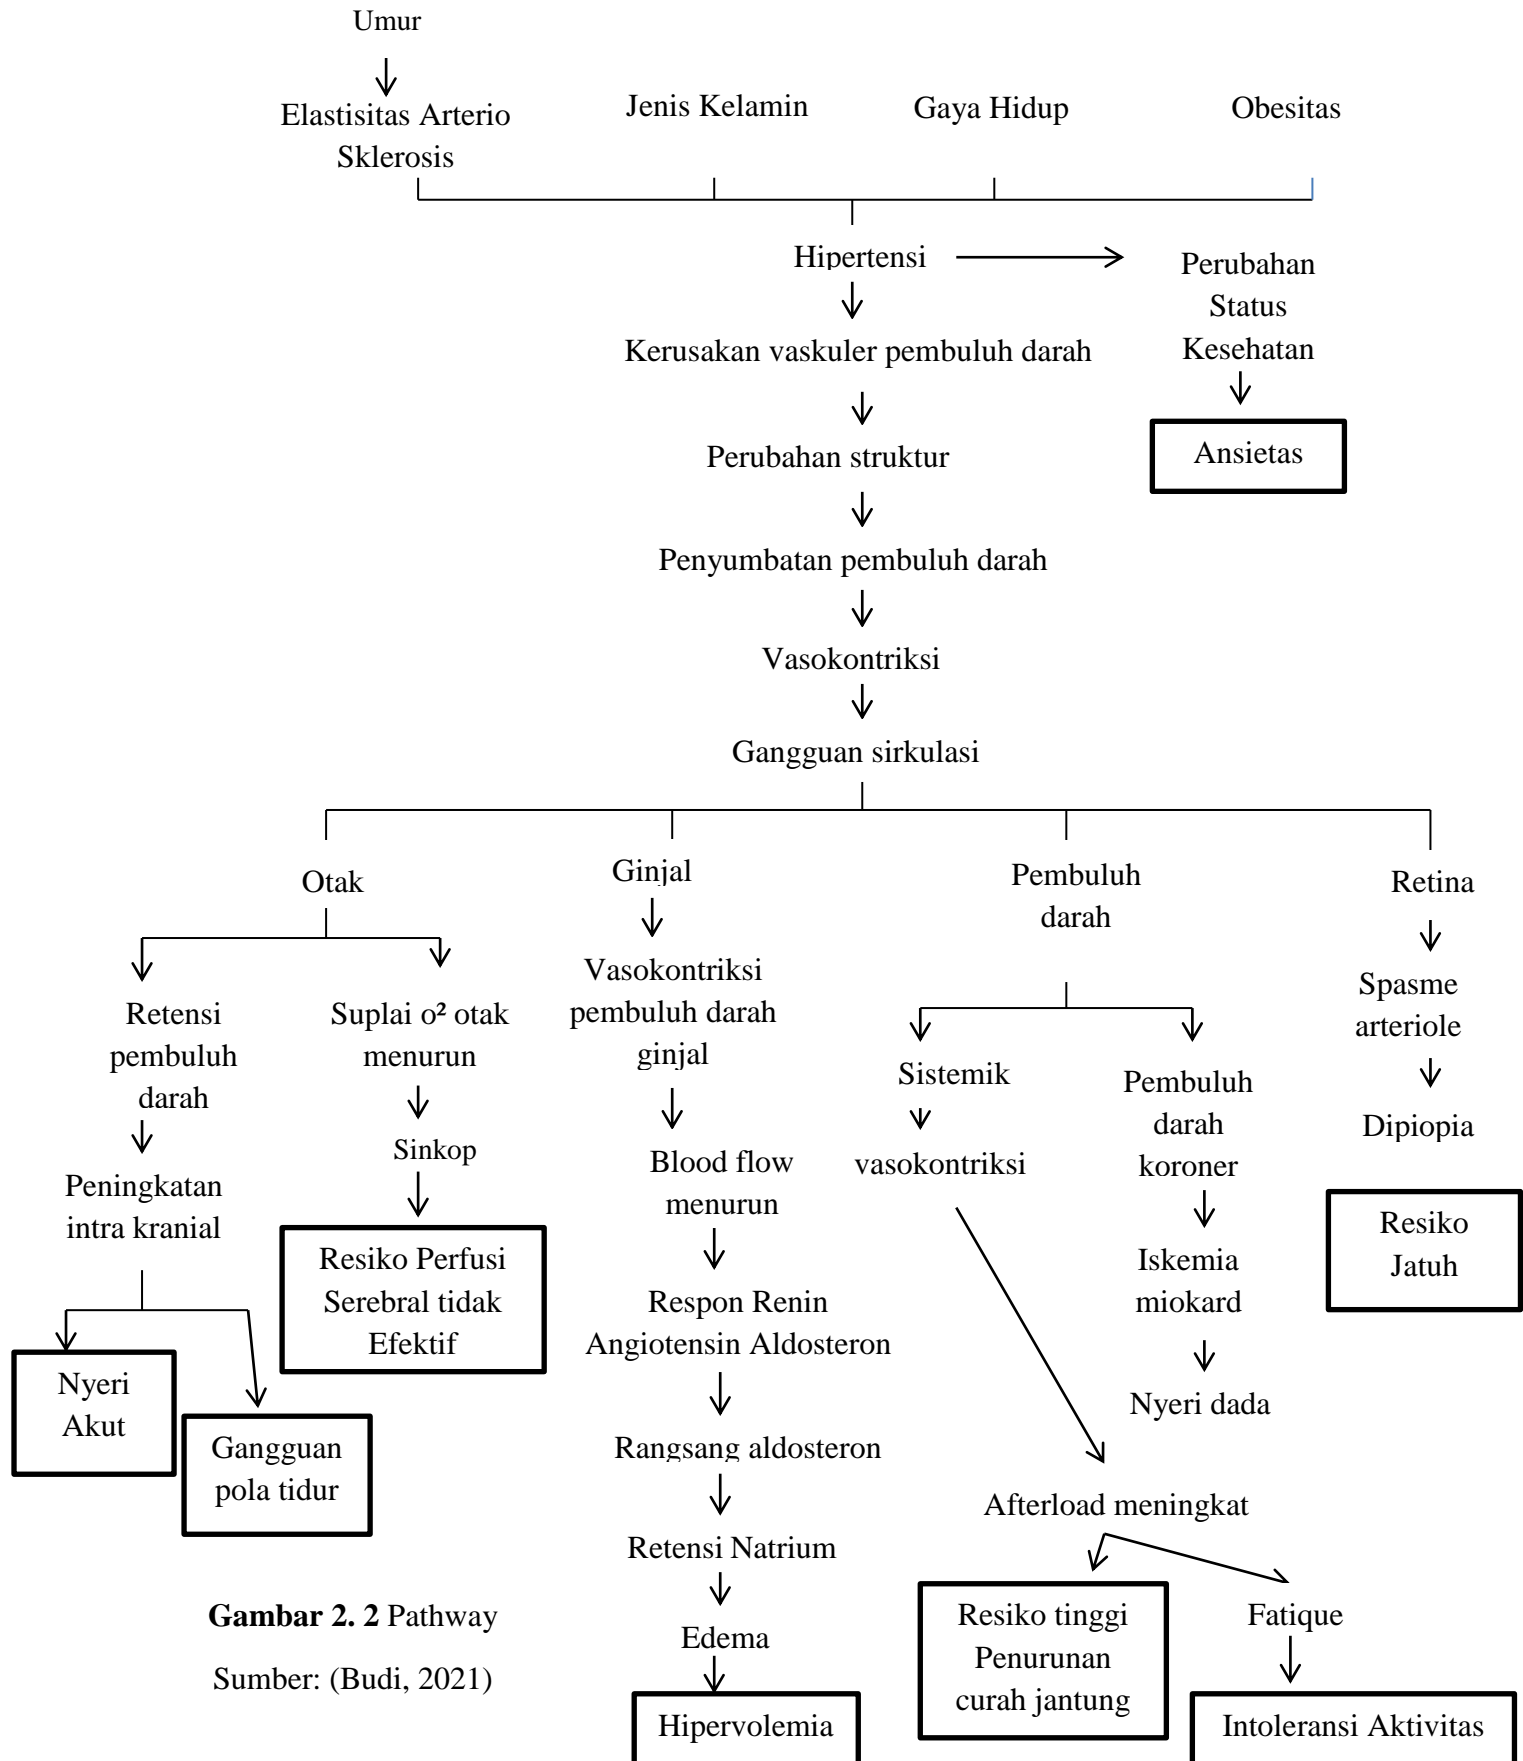 Umur
Elastisitas Arterio
Sklerosis
Jenis Kelamin
Gaya Hidup
Obesitas
Hipertensi
Perubahan
Status
Kesehatan
Kerusakan vaskuler pembuluh darah
Ansietas
Perubahan struktur
Penyumbatan pembuluh darah
Vasokontriksi
Gangguan sirkulasi
Otak
Ginjal
Pembuluh
darah
Retina
Retensi
pembuluh
darah
Suplai o² otak
menurun
Vasokontriksi
pembuluh darah
ginjal
Sistemik
Pembuluh
darah
koroner
Spasme
arteriole
Dipiopia
Peningkatan
intra kranial
Sinkop
Blood flow
menurun
vasokontriksi
Iskemia
miokard
Resiko
Jatuh
Resiko Perfusi
Serebral tidak
Efektif
Respon Renin
Angiotensin Aldosteron
Nyeri dada
Nyeri
Akut
Gangguan
pola tidur
Rangsang aldosteron
Afterload meningkat
Retensi Natrium
Resiko tinggi
Penurunan
curah jantung
Fatique
Edema
Hipervolemia
Intoleransi Aktivitas
Gambar 2. 2 Pathway
Sumber: (Budi, 2021)